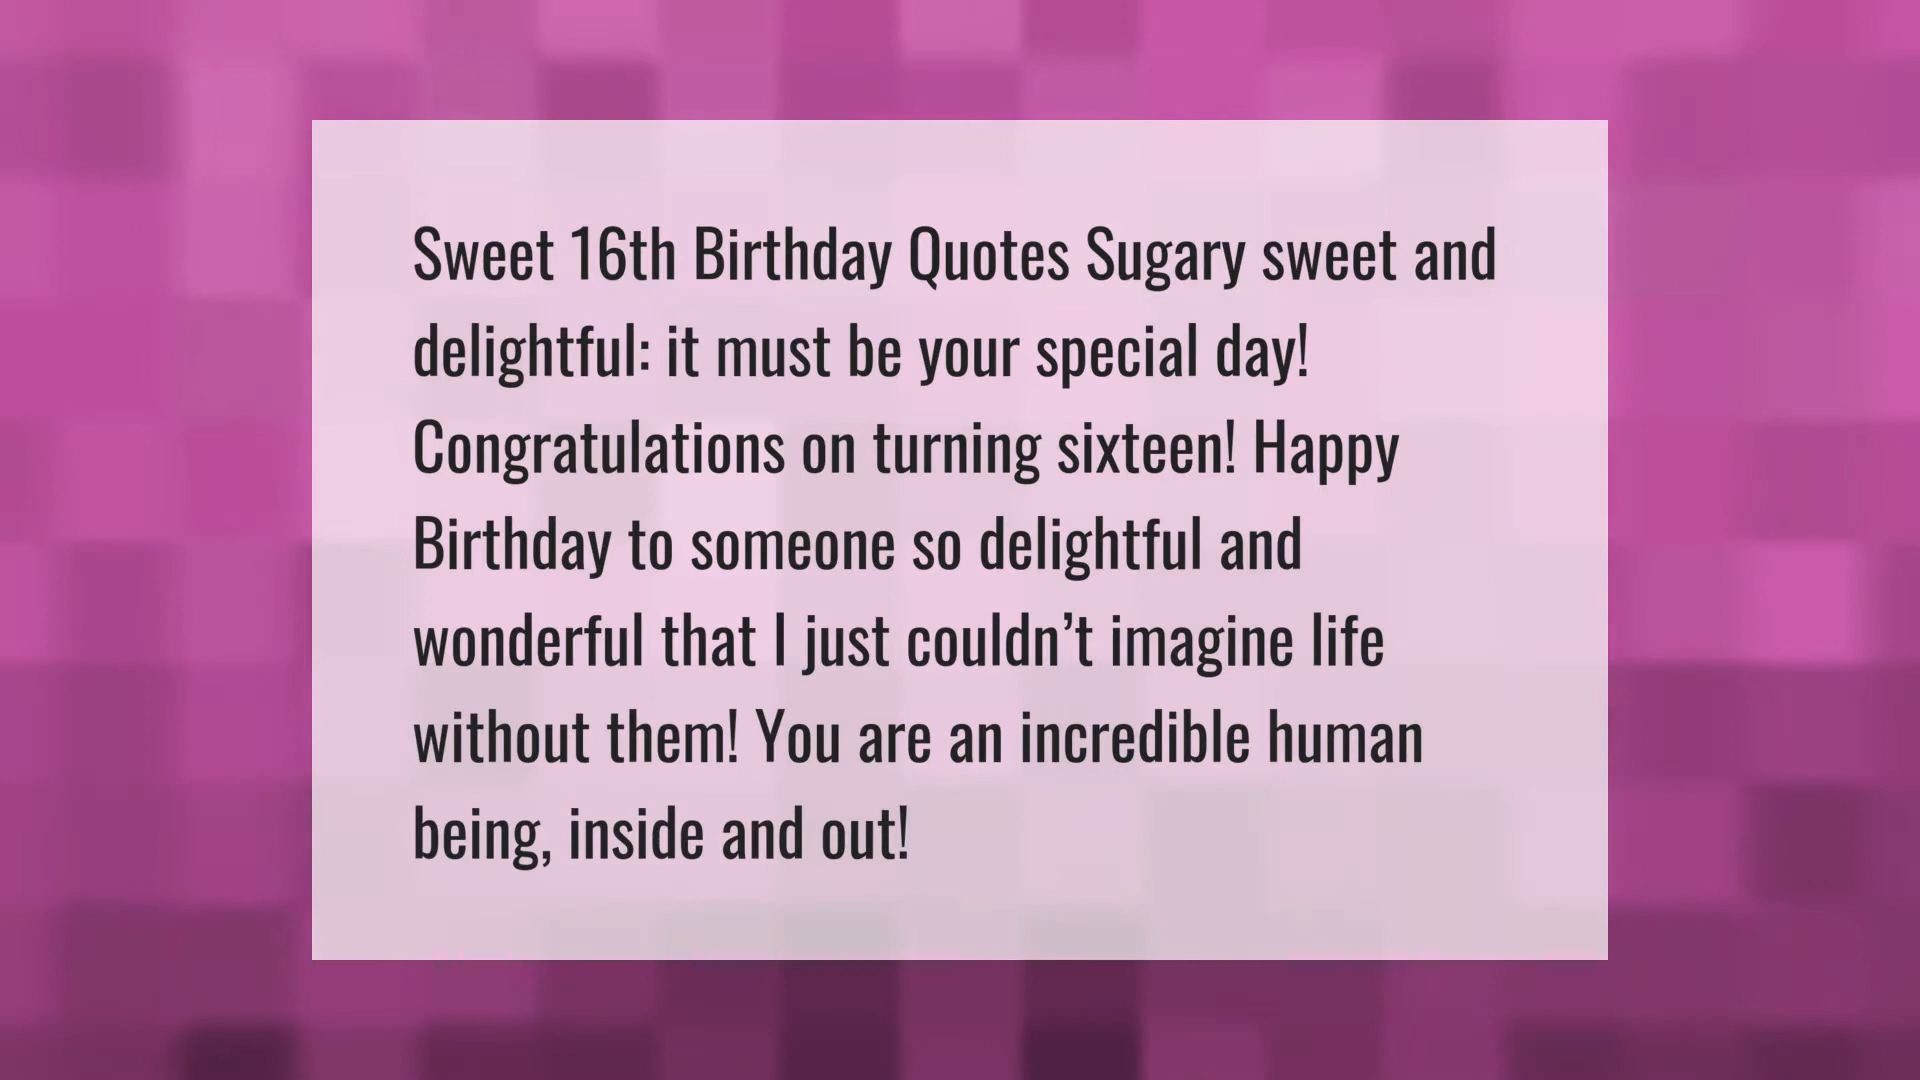 Sweet 16th Birthday Quotes Sugary sweet and
delightful: it must be your special day!
Congratulations on turning sixteen! Happy
Birthday to someone so delightful and
wonderful that I just couldn’t imagine life
without them! You are an incredible human
being, inside and out!